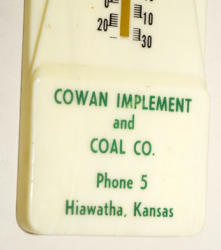 0 10
20 30
COWAN IMPLEMENT
and
COAL CO.
Phone 5
Hiawatha, Kansas